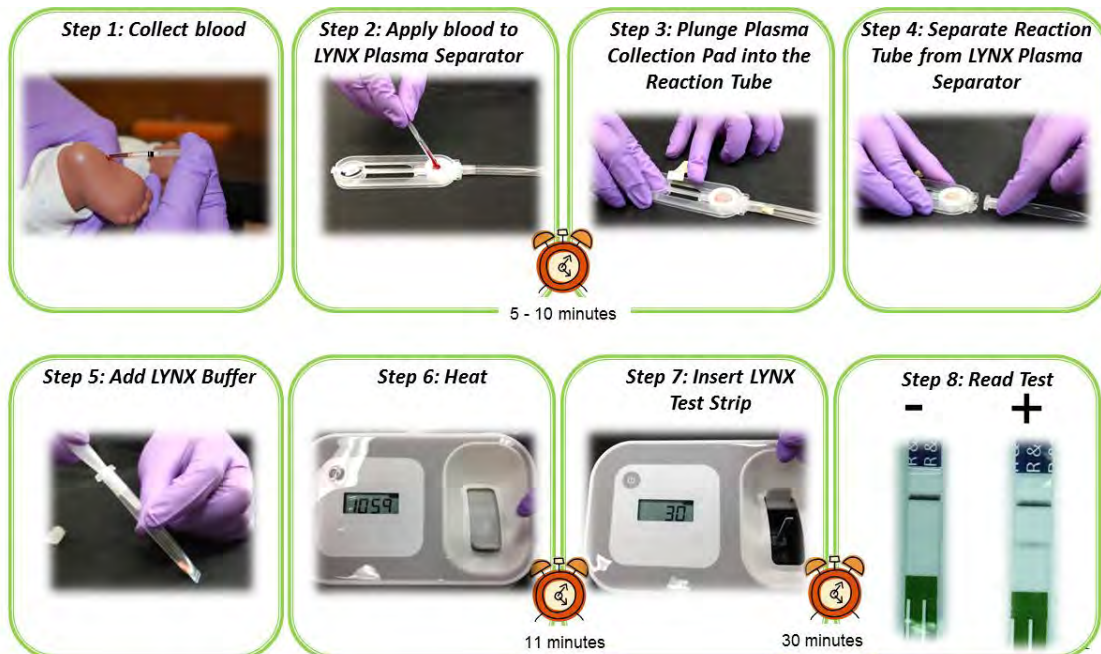 Step 1: Collect blood
Step 2: Apply blood to
LYNX Plasma Separator
Step 3: Plunge Plasma
Collection Pad into the
Reaction Tube
Step 4: Separate Reaction
Tube from LYNX Plasma
Separator
5 - 10 minutes
Step 5: Add LYNX Buffer
Step 6: Heat
1059
11 minutes
Step 7: Insert LYNX
Test Strip
30
30 minutes
Step 8: Read Test
- +
R &
R &
R &
R &